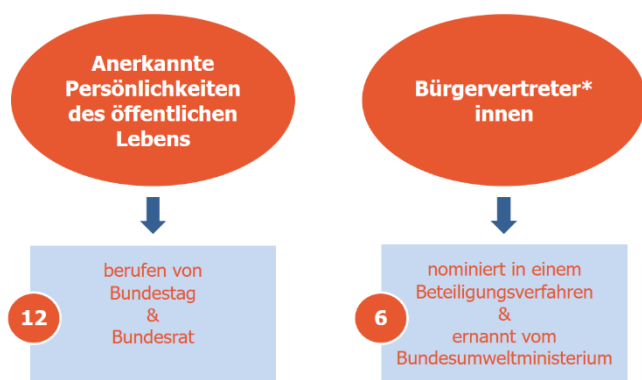 Anerkannte
Persönlichkeiten
des öffentlichen
Lebens
berufen von
Bundestag
&
Bundesrat
12
Bürgervertreter*
innen
nominiert in einem
Beteiligungsverfahren
&
ernannt vom
Bundesumweltministerium
6